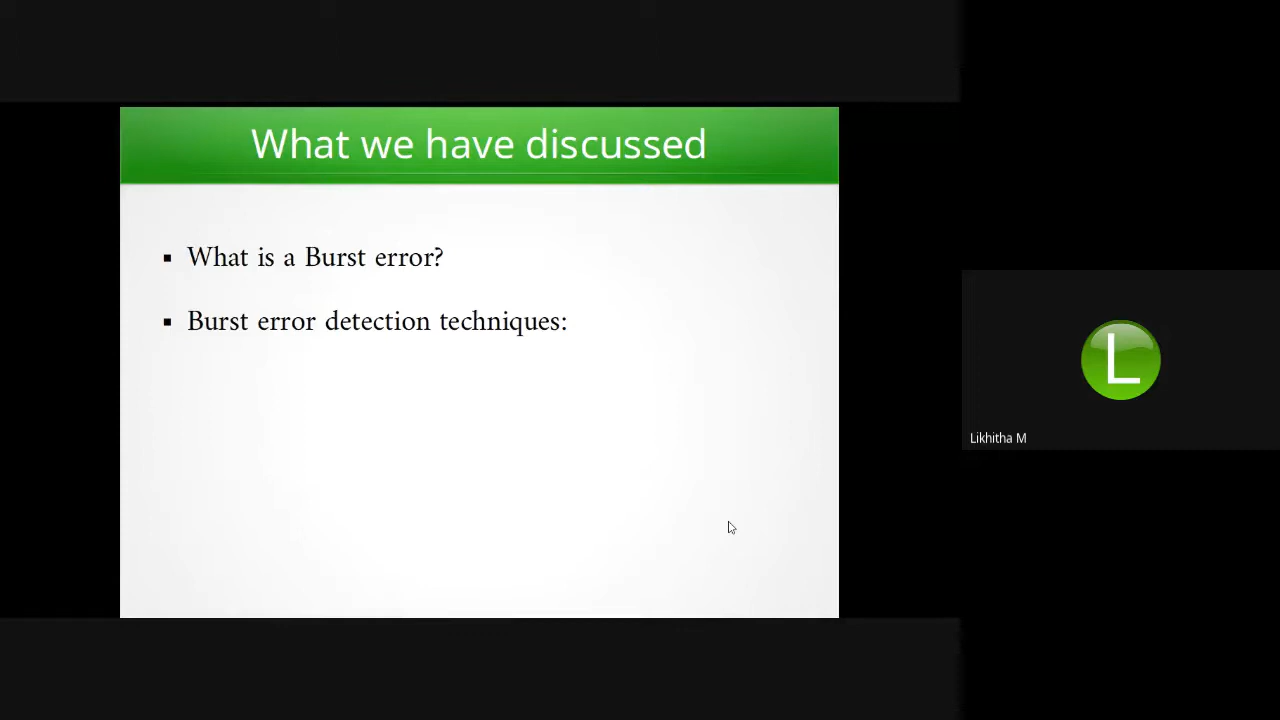 What we have discussed
▪ What is a Burst error?
▪ Burst error detection techniques:
L
Likhitha M